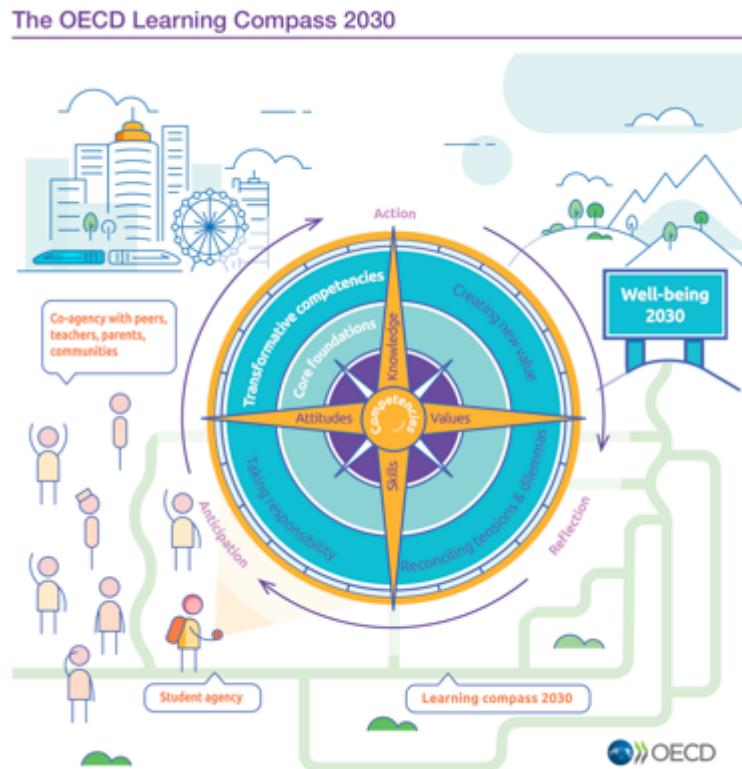 The OECD Learning Compass 2030
Action
Co-agency with peers,
teachers, parents,
communities
Well-being
2030
Transformative competencies
Creating new value
Core foundations
Knowledge
Attitudes
Competencies
Values
Skills
Taking responsibility
Reconciling tensions & dilemmas
Anticipation
Reflection
Student agency
Learning compass 2030
OECD